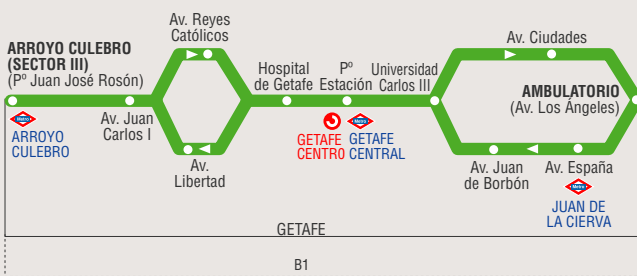 ARROYO CULEBRO
(SECTOR III)
(Pº Juan José Rosón)
Metro
ARROYO
CULEBRO
Av. Juan
Carlos I
Av. Reyes
Católicos
Av.
Libertad
Hospital
de Getafe
Pº
Estación
GETAFE
CENTRO
Metro
GETAFE
CENTRAL
Universidad
Carlos III
Av. Ciudades
AMBULATORIO
(Av. Los Ángeles)
Av. Juan
de Borbón
Av. España
Metro
JUAN DE
LA CIERVA
GETAFE
B1